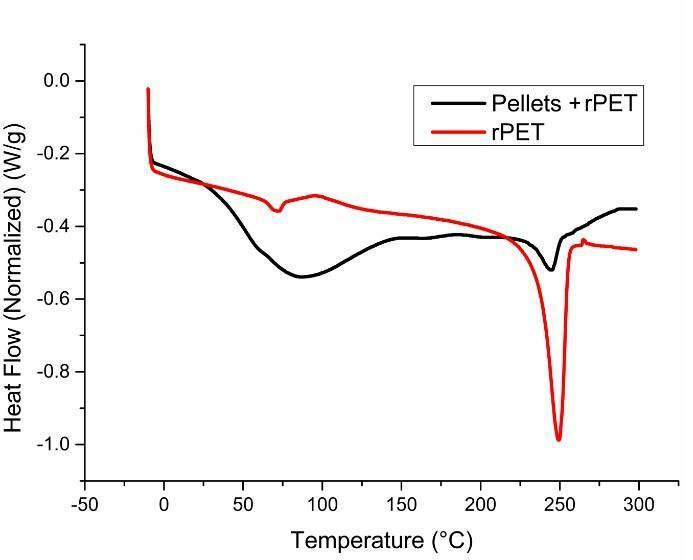 0.0
-0.2
-0.4
-0.6
-0.8
-1.0
Heat Flow (Normalized) (W/g)
Pellets + rPET
rPET
-50 0 50 100 150 200 250 300
Temperature (°C)